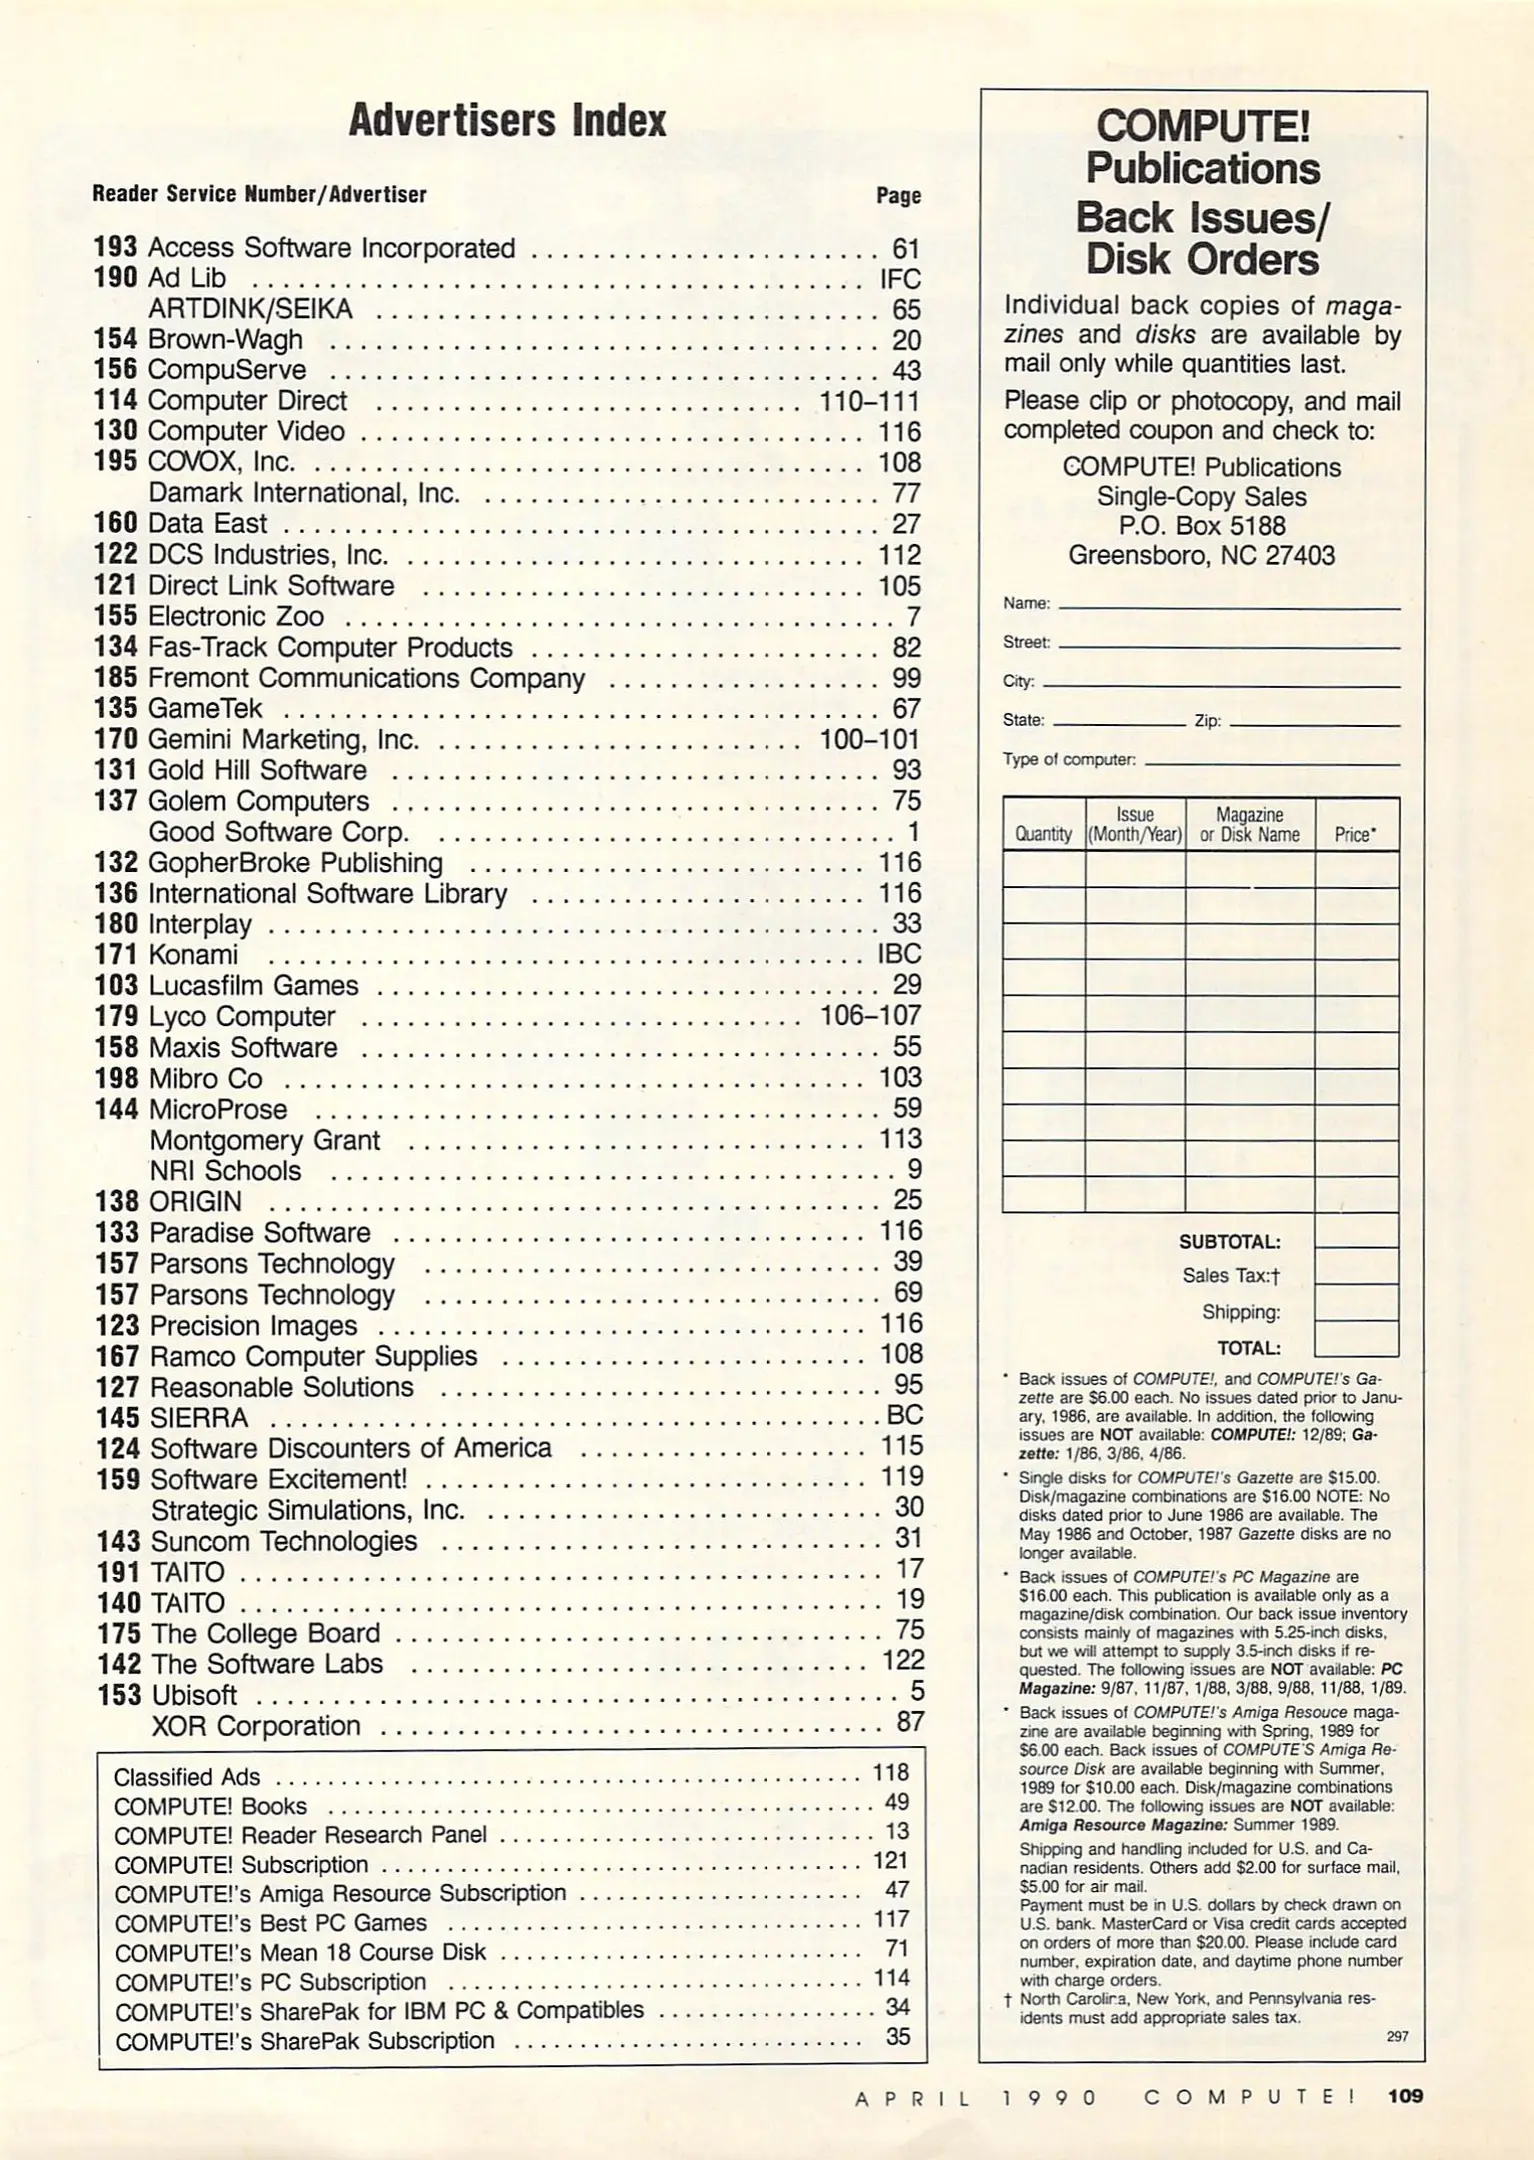 Advertisers Index
Reader Service Number/Advertiser Page
193 Access Software Incorporated . . . . . . . . . . . . . . . . . . . . . . . 61
190 Ad Lib . . . . . . . . . . . . . . . . . . . . . . . . . . . . . . . . . . . . . . . . IFC
ARTDINK/SEIKA . . . . . . . . . . . . . . . . . . . . . . . . . . . . . . . . . 65
154 Brown-Wagh . . . . . . . . . . . . . . . . . . . . . . . . . . . . . . . . . . . . 20
156 CompuServe . . . . . . . . . . . . . . . . . . . . . . . . . . . . . . . . . . . . 43
114 Computer Direct . . . . . . . . . . . . . . . . . . . . . . . . . . . . 110–111
130 Computer Video . . . . . . . . . . . . . . . . . . . . . . . . . . . . . . . . . 116
195 COVOX, Inc. . . . . . . . . . . . . . . . . . . . . . . . . . . . . . . . . . . . . 108
Damark International, Inc. . . . . . . . . . . . . . . . . . . . . . . . . . . 77
160 Data East . . . . . . . . . . . . . . . . . . . . . . . . . . . . . . . . . . . . . . . 27
122 DCS Industries, Inc. . . . . . . . . . . . . . . . . . . . . . . . . . . . . . . 112
121 Direct Link Software . . . . . . . . . . . . . . . . . . . . . . . . . . . . . 105
155 Electronic Zoo . . . . . . . . . . . . . . . . . . . . . . . . . . . . . . . . . . . . 7
134 Fas-Track Computer Products . . . . . . . . . . . . . . . . . . . . . . . 82
185 Fremont Communications Company . . . . . . . . . . . . . . . . . . 99
135 GameTek . . . . . . . . . . . . . . . . . . . . . . . . . . . . . . . . . . . . . . . 67
170 Gemini Marketing, Inc. . . . . . . . . . . . . . . . . . . . . . . . . 100–101
131 Gold Hill Software . . . . . . . . . . . . . . . . . . . . . . . . . . . . . . . . 93
137 Golem Computers . . . . . . . . . . . . . . . . . . . . . . . . . . . . . . . . 75
Good Software Corp. . . . . . . . . . . . . . . . . . . . . . . . . . . . . . . 1
132 GopherBroke Publishing . . . . . . . . . . . . . . . . . . . . . . . . . . 116
136 International Software Library . . . . . . . . . . . . . . . . . . . . . . 116
180 Interplay . . . . . . . . . . . . . . . . . . . . . . . . . . . . . . . . . . . . . . . . 33
171 Konami . . . . . . . . . . . . . . . . . . . . . . . . . . . . . . . . . . . . . . . IBC
103 Lucasfilm Games . . . . . . . . . . . . . . . . . . . . . . . . . . . . . . . . . 29
179 Lyco Computer . . . . . . . . . . . . . . . . . . . . . . . . . . . . . 106–107
158 Maxis Software . . . . . . . . . . . . . . . . . . . . . . . . . . . . . . . . . . 55
198 Mibro Co . . . . . . . . . . . . . . . . . . . . . . . . . . . . . . . . . . . . . . 103
144 MicroProse . . . . . . . . . . . . . . . . . . . . . . . . . . . . . . . . . . . . . 59
Montgomery Grant . . . . . . . . . . . . . . . . . . . . . . . . . . . . . . 113
NRI Schools . . . . . . . . . . . . . . . . . . . . . . . . . . . . . . . . . . . . . 9
138 ORIGIN . . . . . . . . . . . . . . . . . . . . . . . . . . . . . . . . . . . . . . . . 25
133 Paradise Software . . . . . . . . . . . . . . . . . . . . . . . . . . . . . . . 116
157 Parsons Technology . . . . . . . . . . . . . . . . . . . . . . . . . . . . . . 39
157 Parsons Technology . . . . . . . . . . . . . . . . . . . . . . . . . . . . . . 69
123 Precision Images . . . . . . . . . . . . . . . . . . . . . . . . . . . . . . . . 116
167 Ramco Computer Supplies . . . . . . . . . . . . . . . . . . . . . . . . 108
127 Reasonable Solutions . . . . . . . . . . . . . . . . . . . . . . . . . . . . . 95
145 SIERRA . . . . . . . . . . . . . . . . . . . . . . . . . . . . . . . . . . . . . . . . BC
124 Software Discounters of America . . . . . . . . . . . . . . . . . . . 115
159 Software Excitement! . . . . . . . . . . . . . . . . . . . . . . . . . . . . . 119
Strategic Simulations, Inc. . . . . . . . . . . . . . . . . . . . . . . . . . . 30
143 Suncom Technologies . . . . . . . . . . . . . . . . . . . . . . . . . . . . . 31
191 TAITO . . . . . . . . . . . . . . . . . . . . . . . . . . . . . . . . . . . . . . . . . . 17
140 TAITO . . . . . . . . . . . . . . . . . . . . . . . . . . . . . . . . . . . . . . . . . . 19
175 The College Board . . . . . . . . . . . . . . . . . . . . . . . . . . . . . . . . 75
142 The Software Labs . . . . . . . . . . . . . . . . . . . . . . . . . . . . . . 122
153 Ubisoft . . . . . . . . . . . . . . . . . . . . . . . . . . . . . . . . . . . . . . . . . . 5
XOR Corporation . . . . . . . . . . . . . . . . . . . . . . . . . . . . . . . . . 87
Classified Ads . . . . . . . . . . . . . . . . . . . . . . . . . . . . . . . . . . . . . . . . . . . . . 118
COMPUTE! Books . . . . . . . . . . . . . . . . . . . . . . . . . . . . . . . . . . . . . . . . . . 49
COMPUTE! Reader Research Panel . . . . . . . . . . . . . . . . . . . . . . . . . . . . . 13
COMPUTE! Subscription . . . . . . . . . . . . . . . . . . . . . . . . . . . . . . . . . . . . . 121
COMPUTE!'s Amiga Resource Subscription . . . . . . . . . . . . . . . . . . . . . . 47
COMPUTE!'s Best PC Games . . . . . . . . . . . . . . . . . . . . . . . . . . . . . . . . 117
COMPUTE!'s Mean 18 Course Disk . . . . . . . . . . . . . . . . . . . . . . . . . . . . 71
COMPUTE!'s PC Subscription . . . . . . . . . . . . . . . . . . . . . . . . . . . . . . . . 114
COMPUTE!'s SharePak for IBM PC & Compatibles . . . . . . . . . . . . . . . . . 34
COMPUTE!'s SharePak Subscription . . . . . . . . . . . . . . . . . . . . . . . . . . . 35
COMPUTE!
Publications
Back Issues/
Disk Orders
Individual back copies of maga-
zines and disks are available by
mail only while quantities last.
Please clip or photocopy, and mail
completed coupon and check to:
COMPUTE! Publications
Single-Copy Sales
P.O. Box 5188
Greensboro, NC 27403
Name:
Street:
City:
State: Zip:
Type of computer:
Quantity Issue (Month/Year) Magazine or Disk Name Price*
SUBTOTAL:
Sales Tax:†
Shipping:
TOTAL:
* Back issues of COMPUTE!, and COMPUTE!'s Ga-
zette are $6.00 each. No issues dated prior to Janu-
ary, 1986, are available. In addition, the following
issues are NOT available: COMPUTE!: 12/89; Ga-
zette: 1/86, 3/86, 4/86.
* Single disks for COMPUTE!'s Gazette are $15.00.
Disk/magazine combinations are $16.00 NOTE: No
disks dated prior to June 1986 are available. The
May 1986 and October, 1987 Gazette disks are no
longer available.
* Back issues of COMPUTE!'s PC Magazine are
$16.00 each. This publication is available only as a
magazine/disk combination. Our back issue inventory
consists mainly of magazines with 5.25-inch disks,
but we will attempt to supply 3.5-inch disks if re-
quested. The following issues are NOT available: PC
Magazine: 9/87, 11/87, 1/88, 3/88, 9/88, 11/88, 1/89.
* Back issues of COMPUTE!'s Amiga Resouce maga-
zine are available beginning with Spring, 1989 for
$6.00 each. Back issues of COMPUTE'S Amiga Re-
source Disk are available beginning with Summer,
1989 for $10.00 each. Disk/magazine combinations
are $12.00. The following issues are NOT available:
Amiga Resource Magazine: Summer 1989.
Shipping and handling included for U.S. and Ca-
nadian residents. Others add $2.00 for surface mail,
$5.00 for air mail.
Payment must be in U.S. dollars by check drawn on
U.S. bank. MasterCard or Visa credit cards accepted
on orders of more than $20.00. Please include card
number, expiration date, and daytime phone number
with charge orders.
† North Carolina, New York, and Pennsylvania res-
idents must add appropriate sales tax.
297
APRIL 1990 COMPUTE! 109